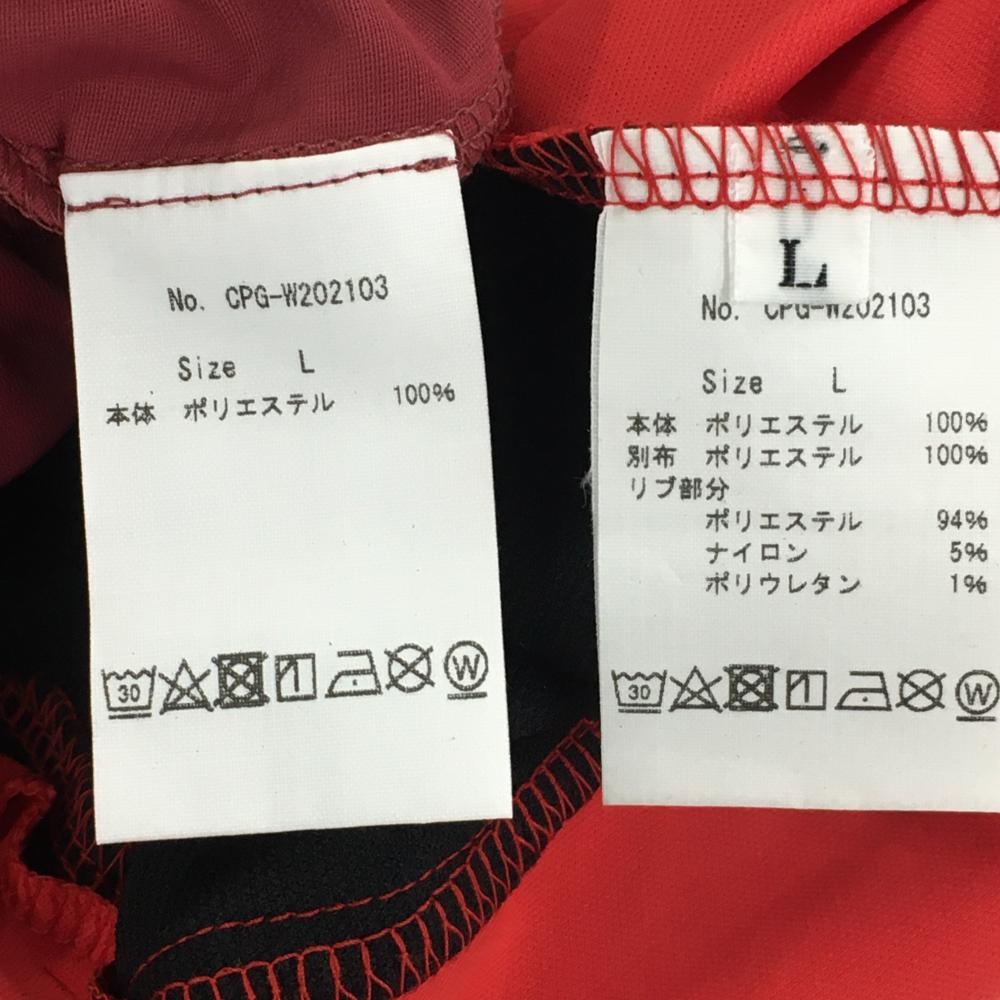 No. CPG-W202103
Size L
本体 ポリエステル 100%
30
W
L
No. CPG-W202103
Size L
本体 ポリエステル 100%
別布 ポリエステル 100%
リブ部分
ポリエステル 94%
ナイロン 5%
ポリウレタン 1%
30
W